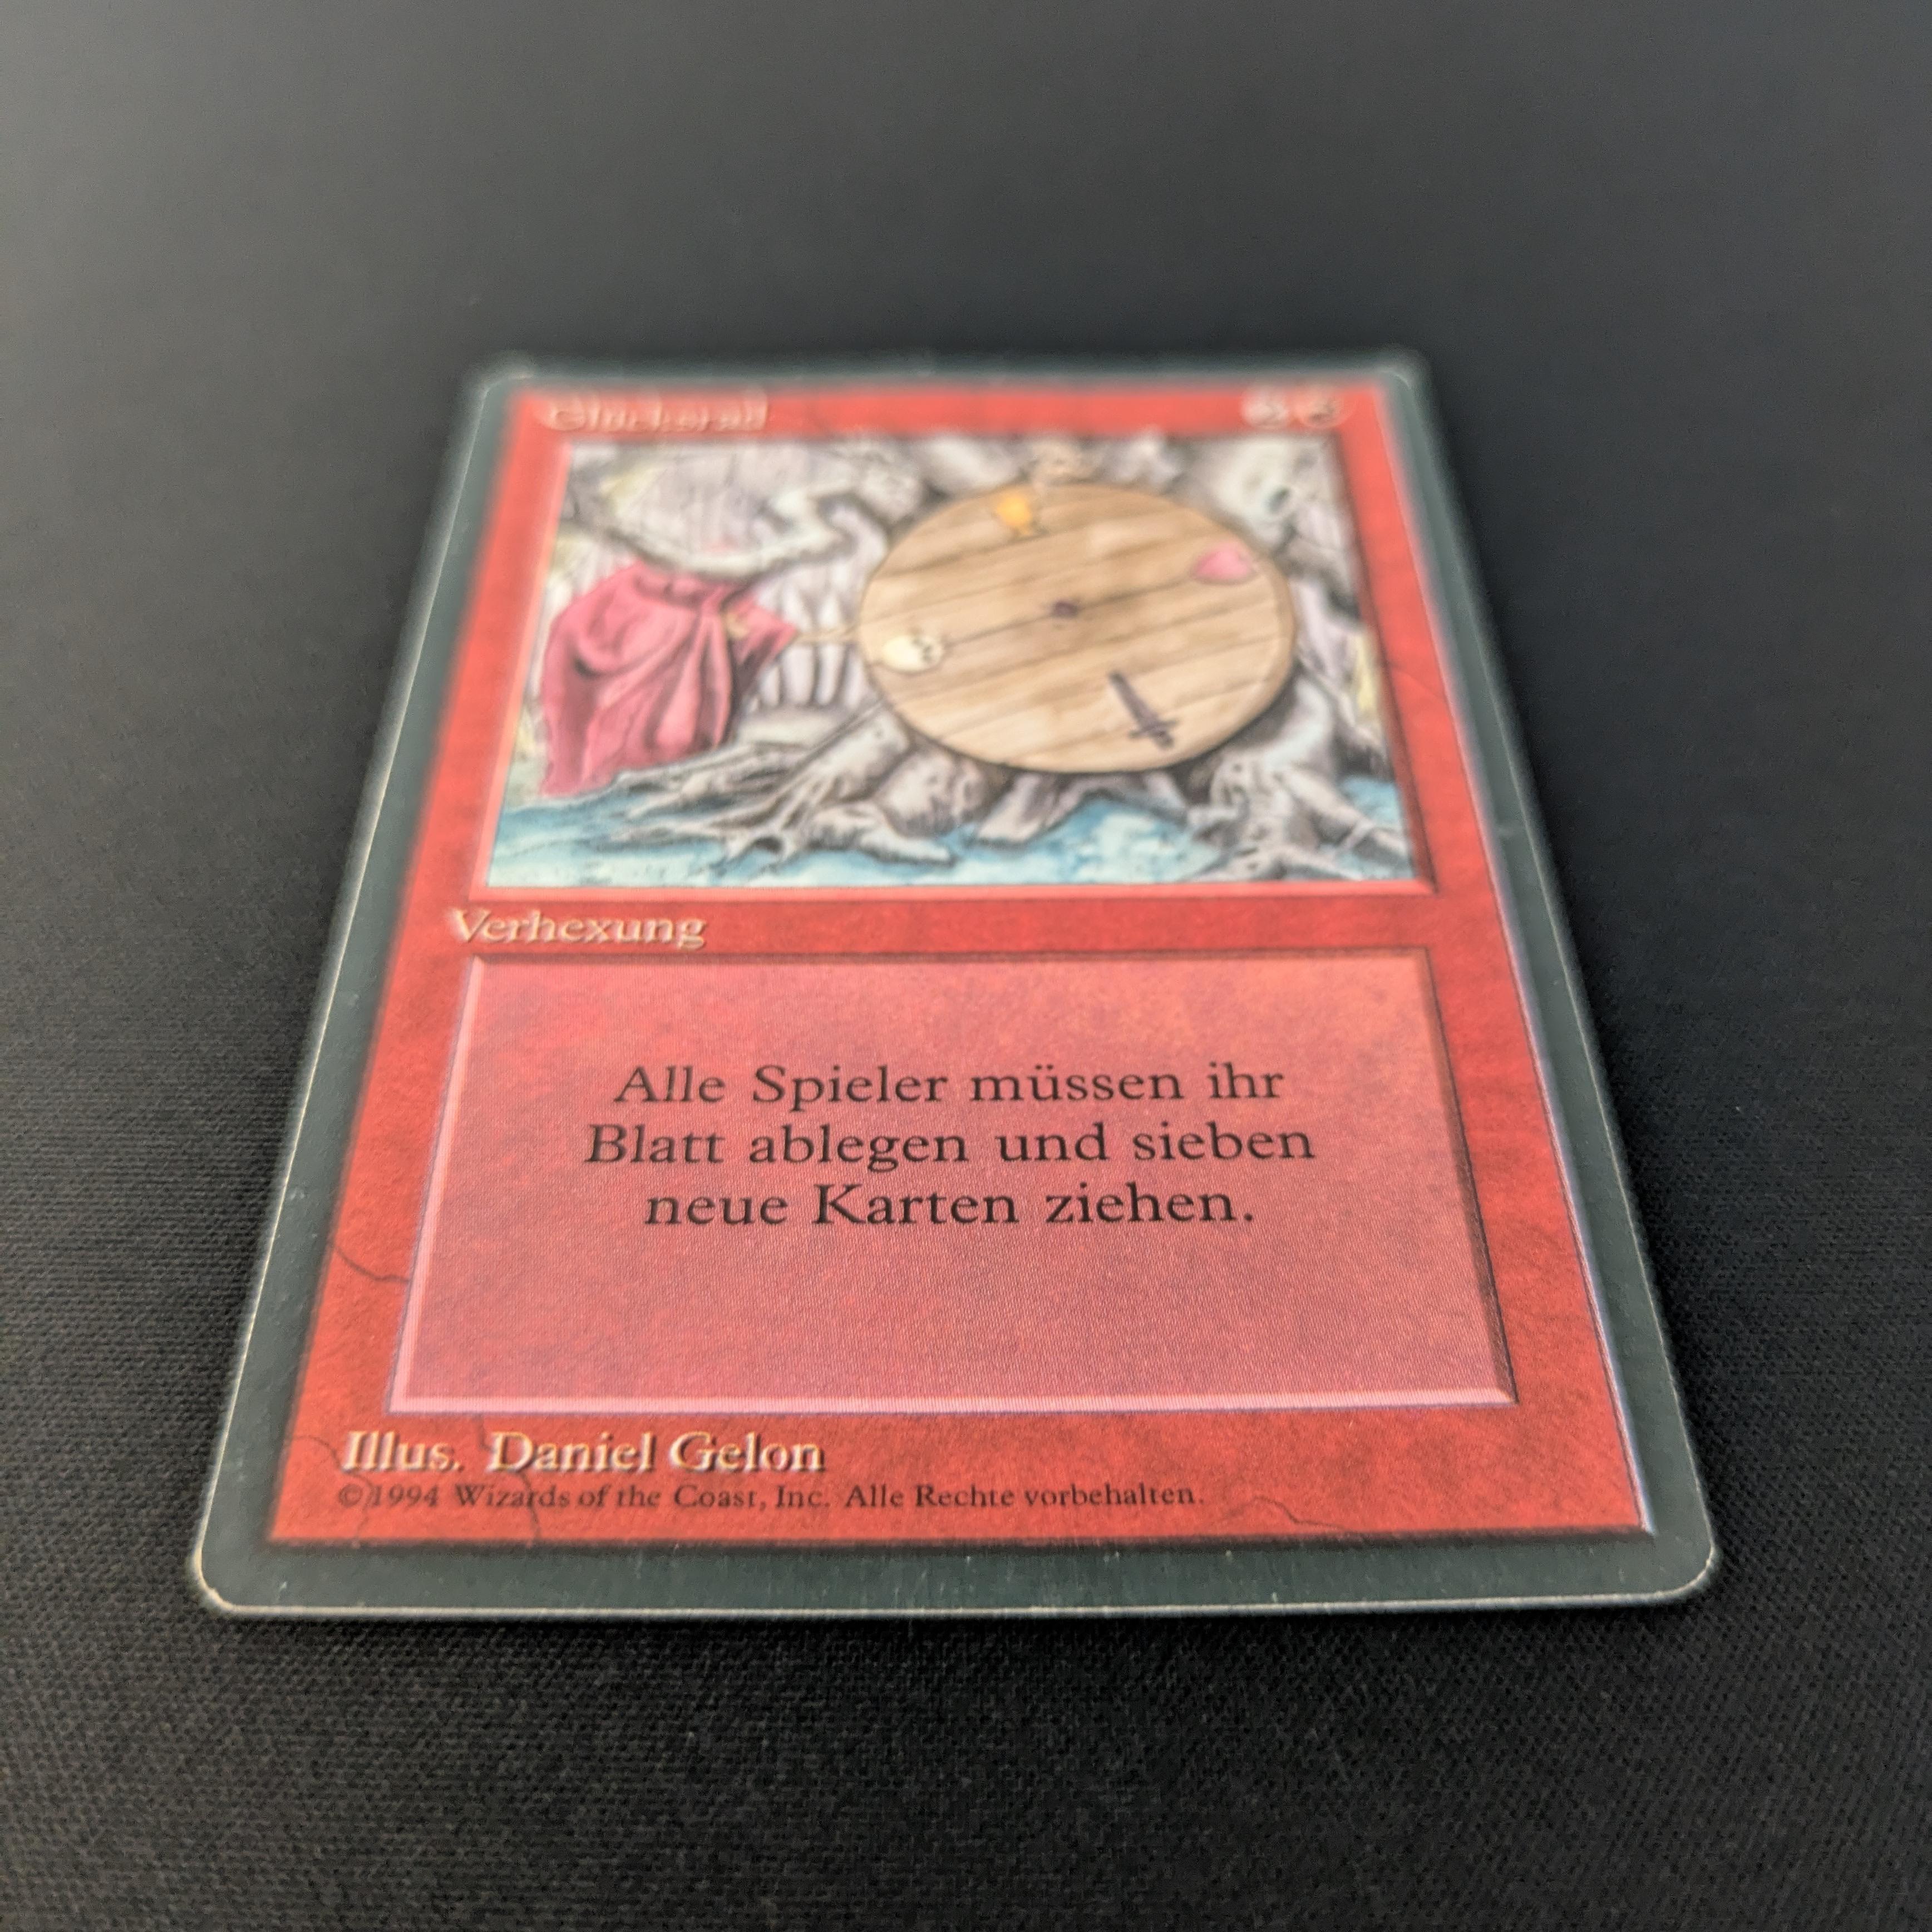 Glücksrad
Verhexung
Alle Spieler müssen ihr
Blatt ablegen und sieben
neue Karten ziehen.
Illus. Daniel Gelon
© 1994 Wizards of the Coast, Inc. Alle Rechte vorbehalten.